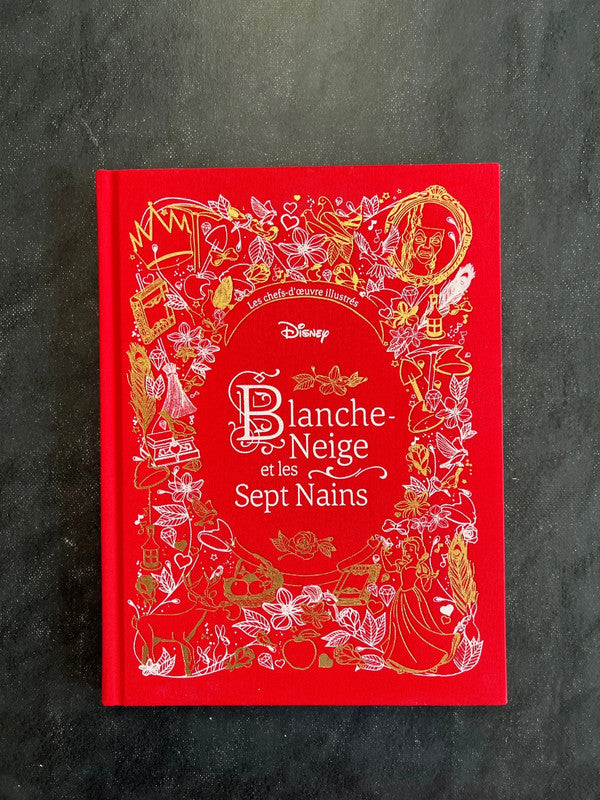 Les chefs-d'œuvre illustrés
Disney
Blanche-
Neige
et les
Sept Nains